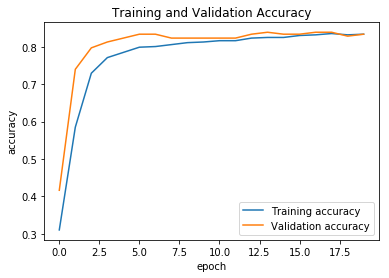 Training and Validation Accuracy
accuracy
0.8
0.7
0.6
0.5
0.4
0.3
Training accuracy
Validation accuracy
0.0 2.5 5.0 7.5 10.0 12.5 15.0 17.5
epoch